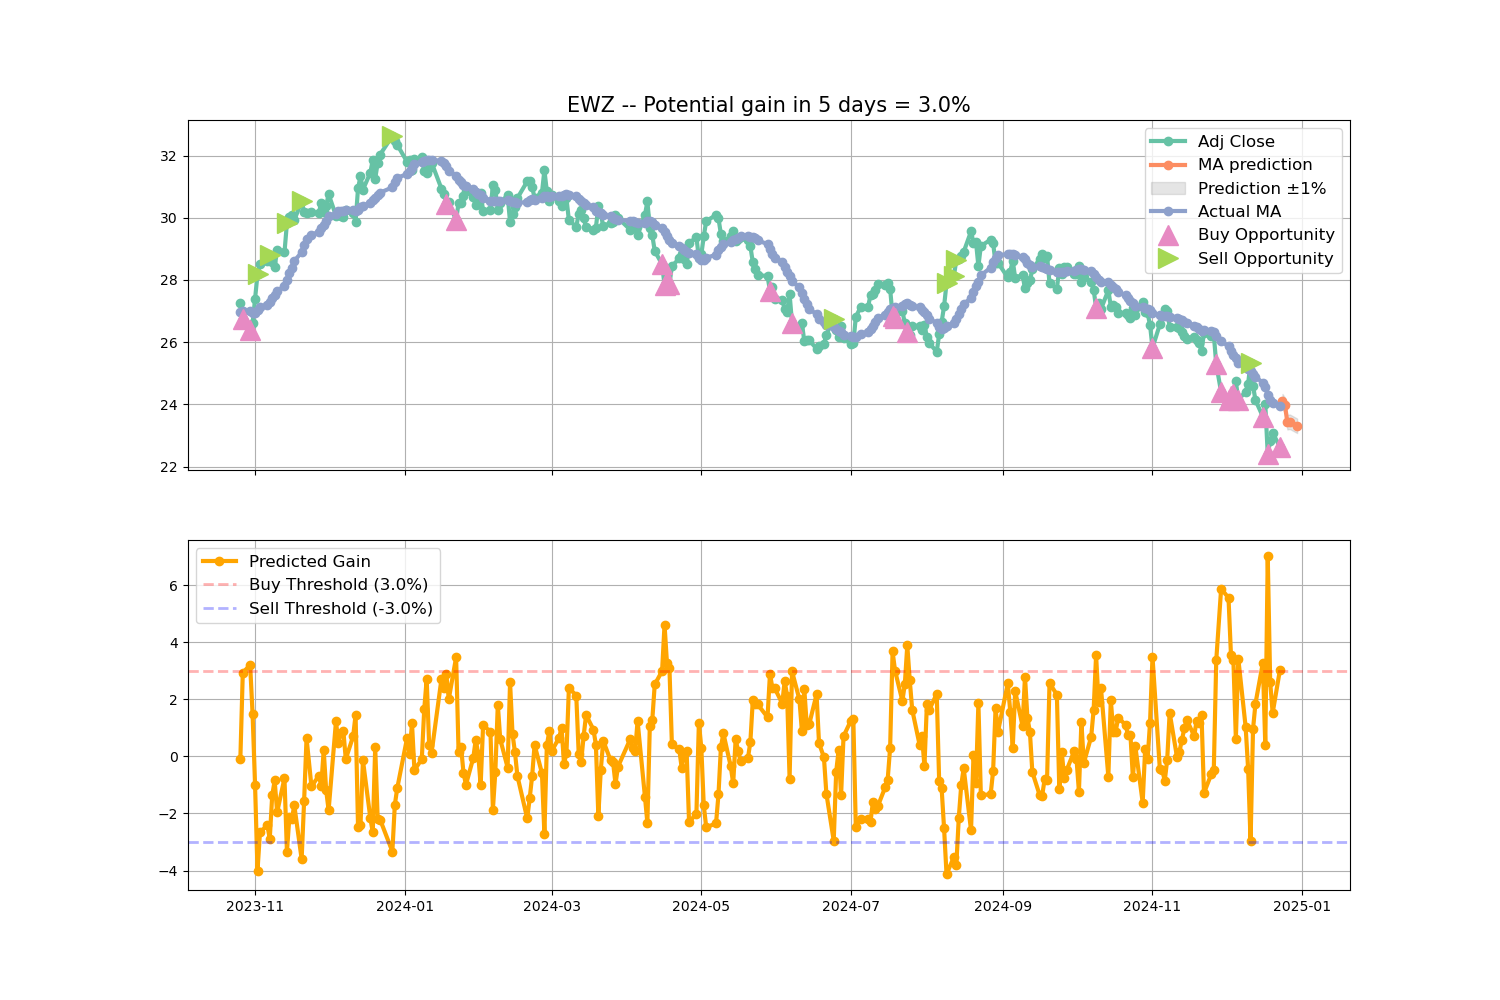 EWZ -- Potential gain in 5 days = 3.0%
32
30
28
26
24
22
Adj Close
MA prediction
Prediction ±1%
Actual MA
Buy Opportunity
Sell Opportunity
6
4
2
0
−2
−4
Predicted Gain
Buy Threshold (3.0%)
Sell Threshold (-3.0%)
2023-11 2024-01 2024-03 2024-05 2024-07 2024-09 2024-11 2025-01